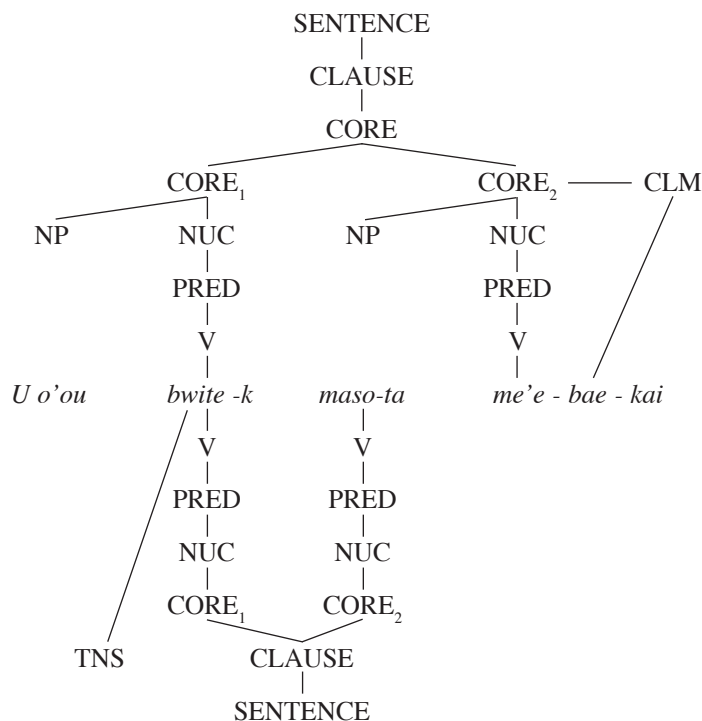 SENTENCE
CLAUSE
CORE
CORE₁ CORE₂ CLM
NP NUC NP NUC
PRED PRED
V V
U o'ou bwite -k maso-ta me'e - bae - kai
V V
PRED PRED
NUC NUC
CORE₁ CORE₂
TNS CLAUSE
SENTENCE